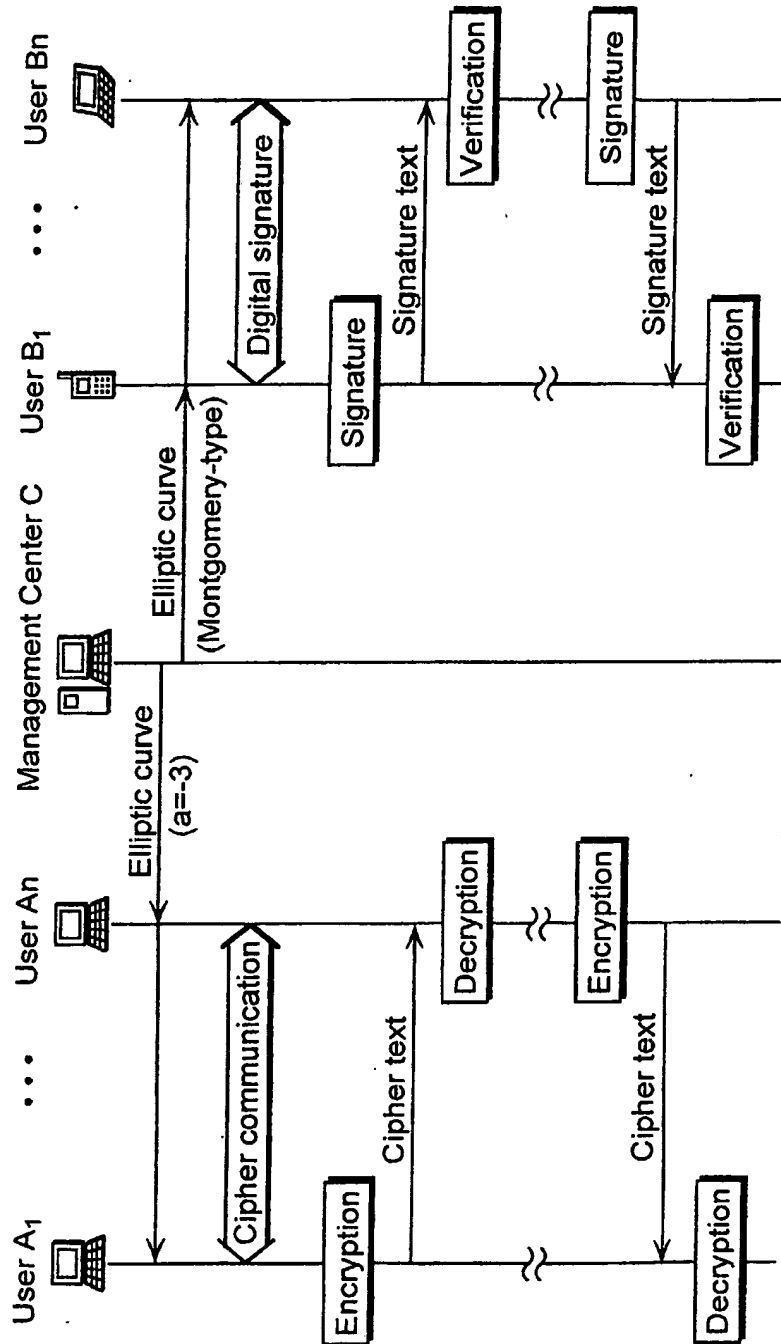 User A1
• • •
User An
Management Center C
User B1
• • •
User Bn
Elliptic curve
(a=-3)
Elliptic curve
(Montgomery-type)
Cipher communication
Digital signature
Encryption
Signature
Cipher text
Signature text
Decryption
Verification
Encryption
Signature
Cipher text
Signature text
Decryption
Verification